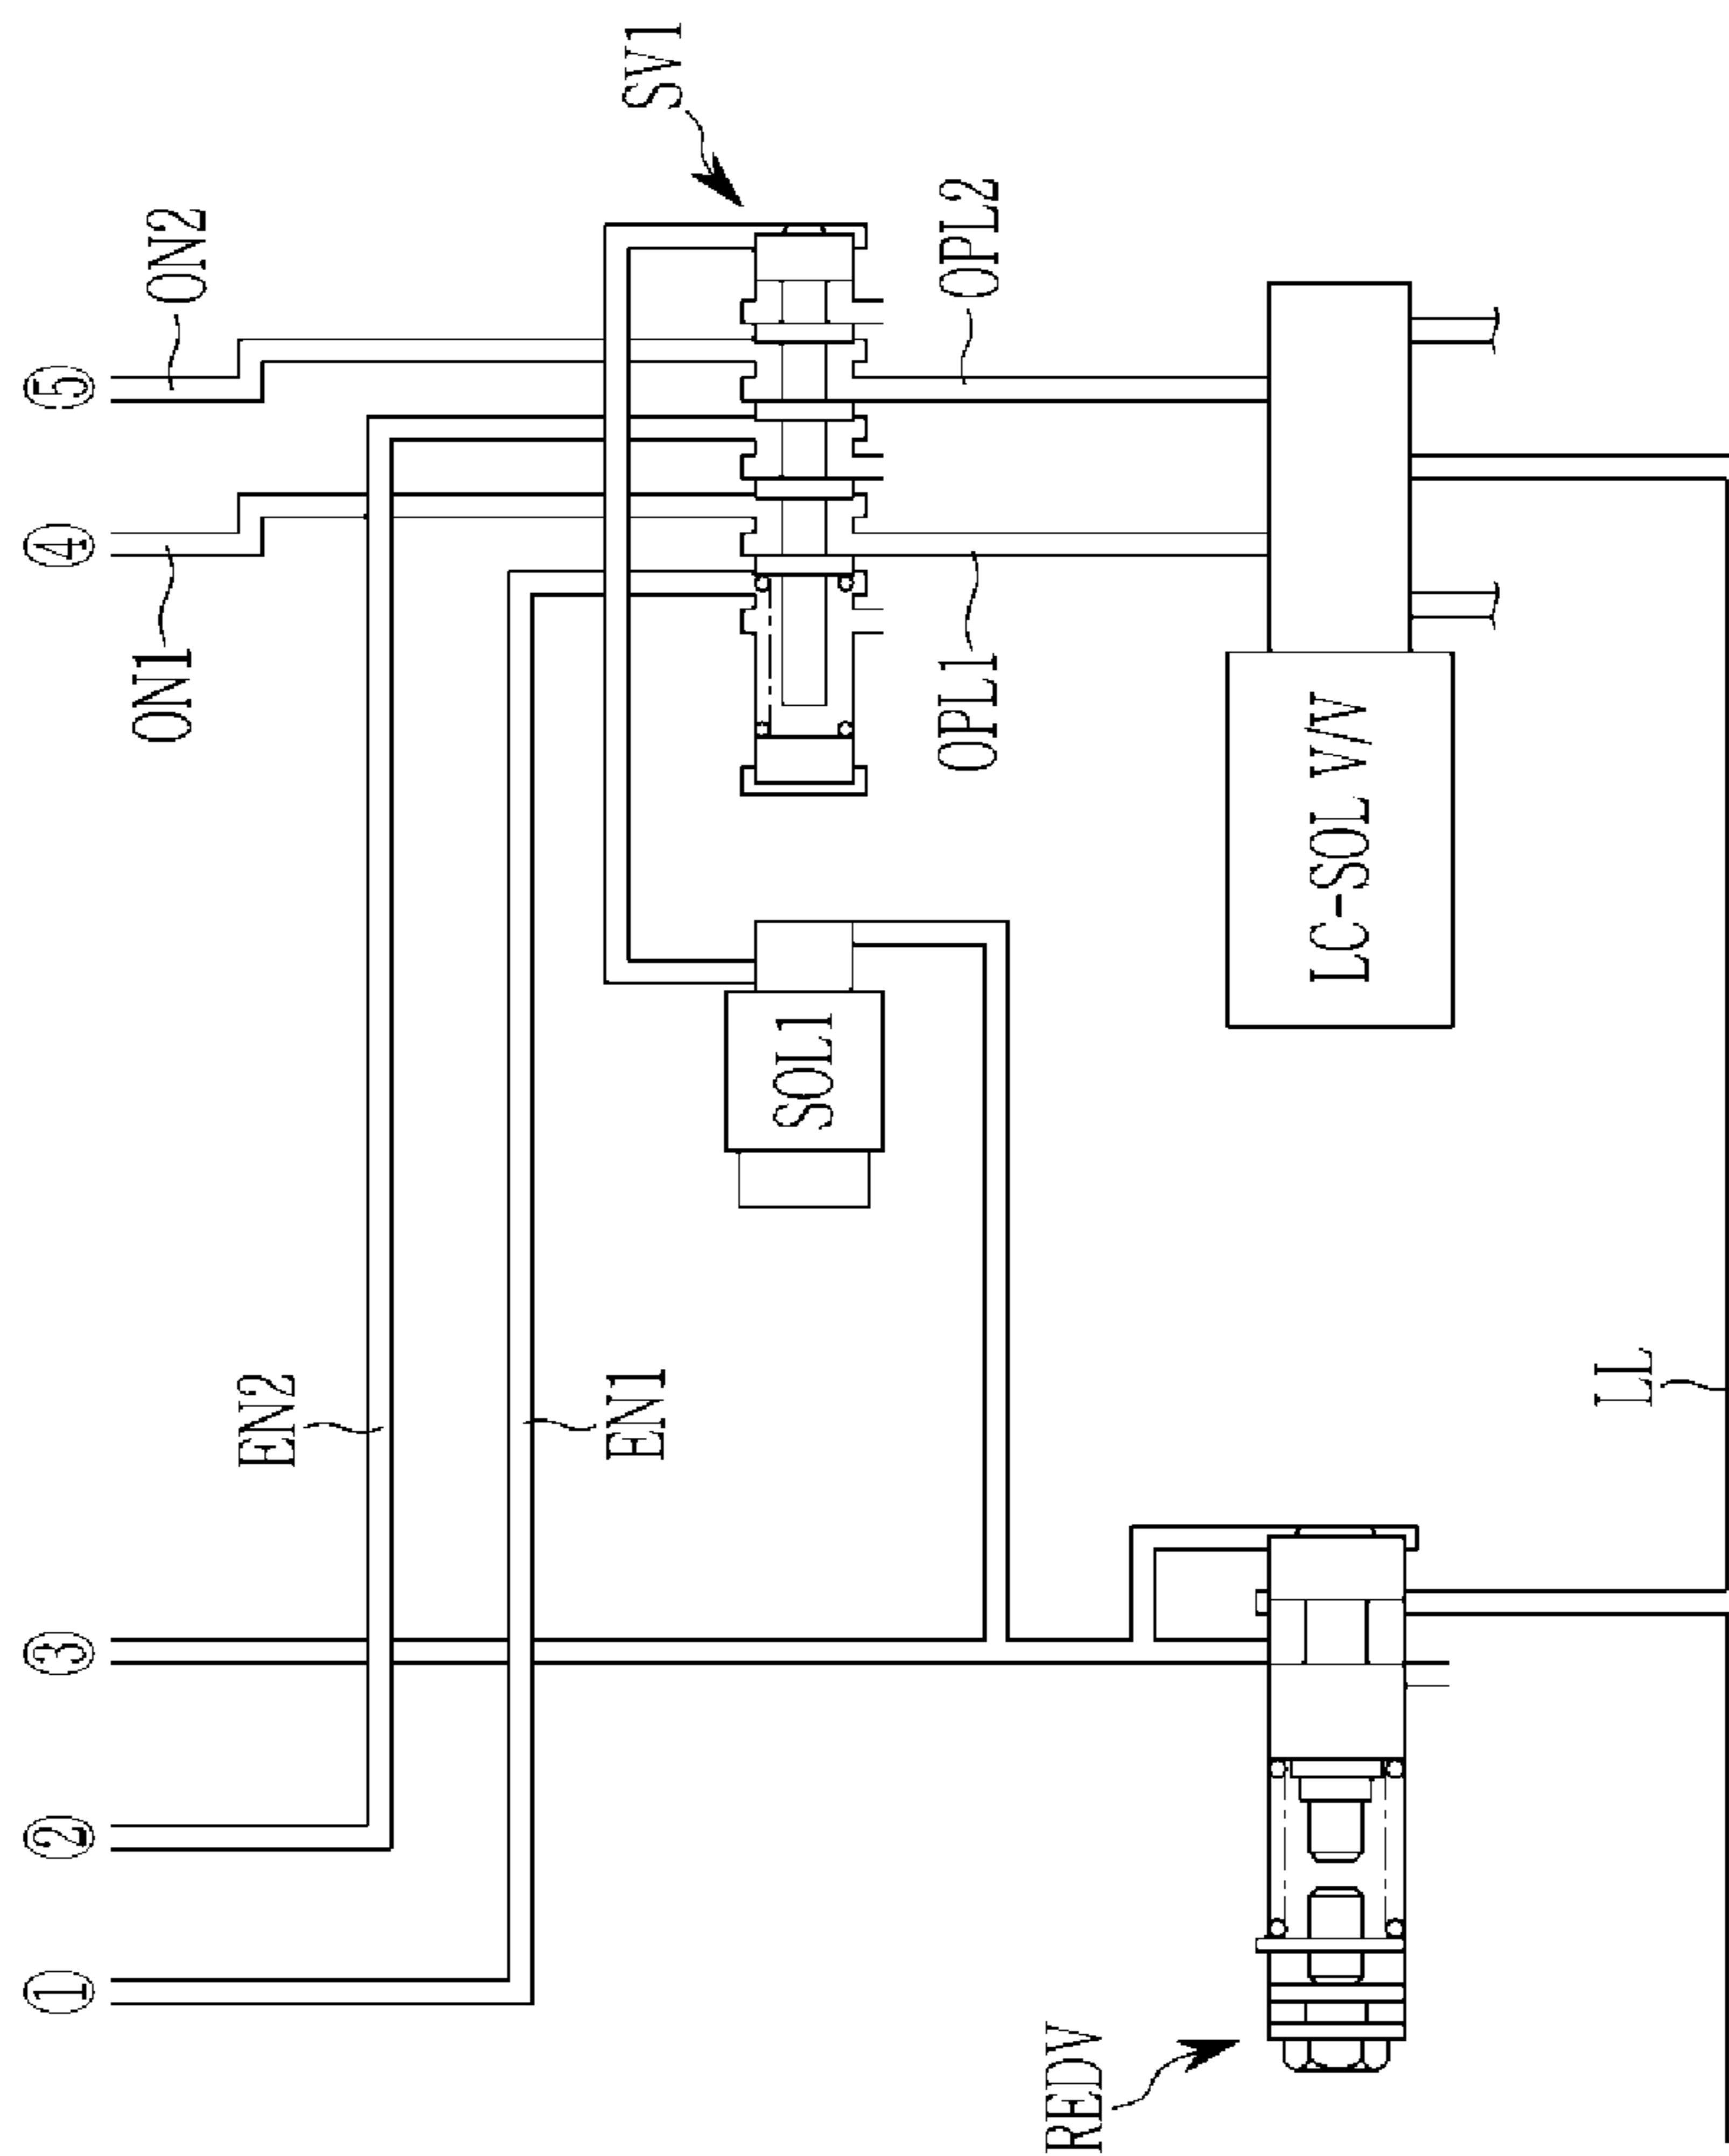 ①
②
③
④
⑤
EN2
EN1
ON1
ON2
SV1
SOL1
OPL1
OPL2
REDV
LC-SOL V/V
LL